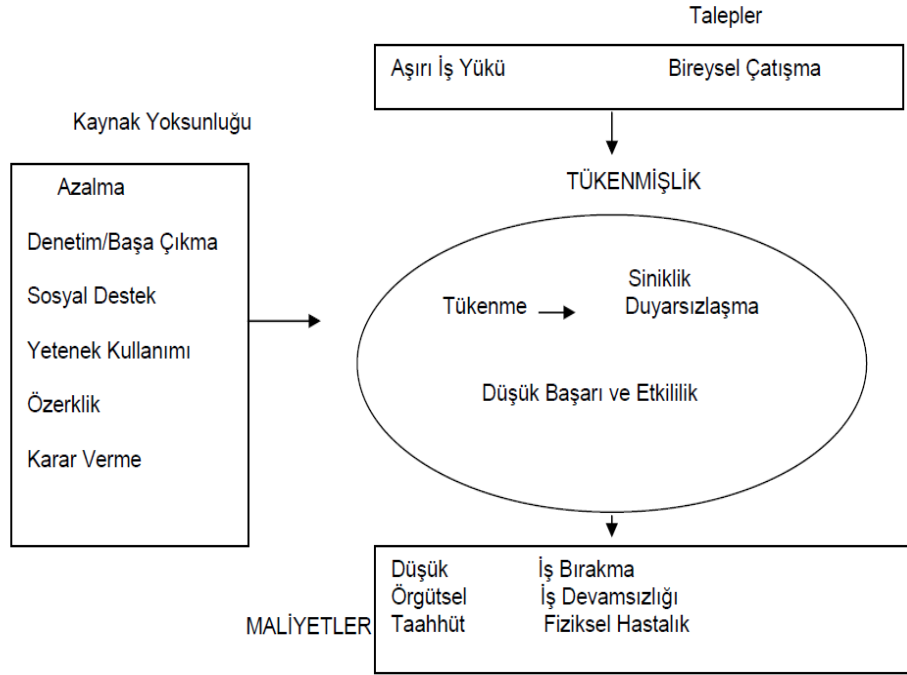 Talepler
Aşırı İş Yükü Bireysel Çatışma
Kaynak Yoksunluğu
Azalma
Denetim/Başa Çıkma
Sosyal Destek
Yetenek Kullanımı
Özerklik
Karar Verme
TÜKENMİŞLİK
Siniklik
Tükenme Duyarsızlaşma
Düşük Başarı ve Etkililik
MALİYETLER
Düşük İş Bırakma
Örgütsel İş Devamsızlığı
Taahhüt Fiziksel Hastalık